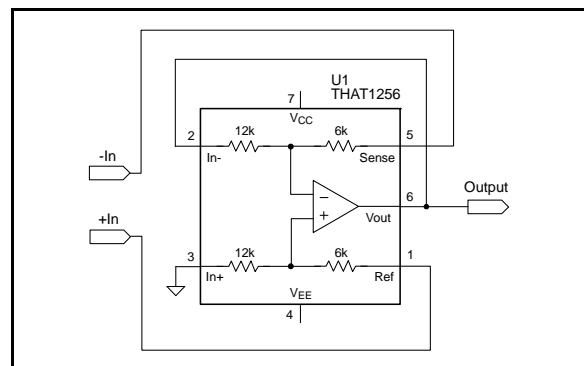 U1
THAT1256
7
VCC
2
12k
6k
5
In-
Sense
-In
−
Output
6
+
Vout
+In
3
12k
6k
1
In+
Ref
VEE
4